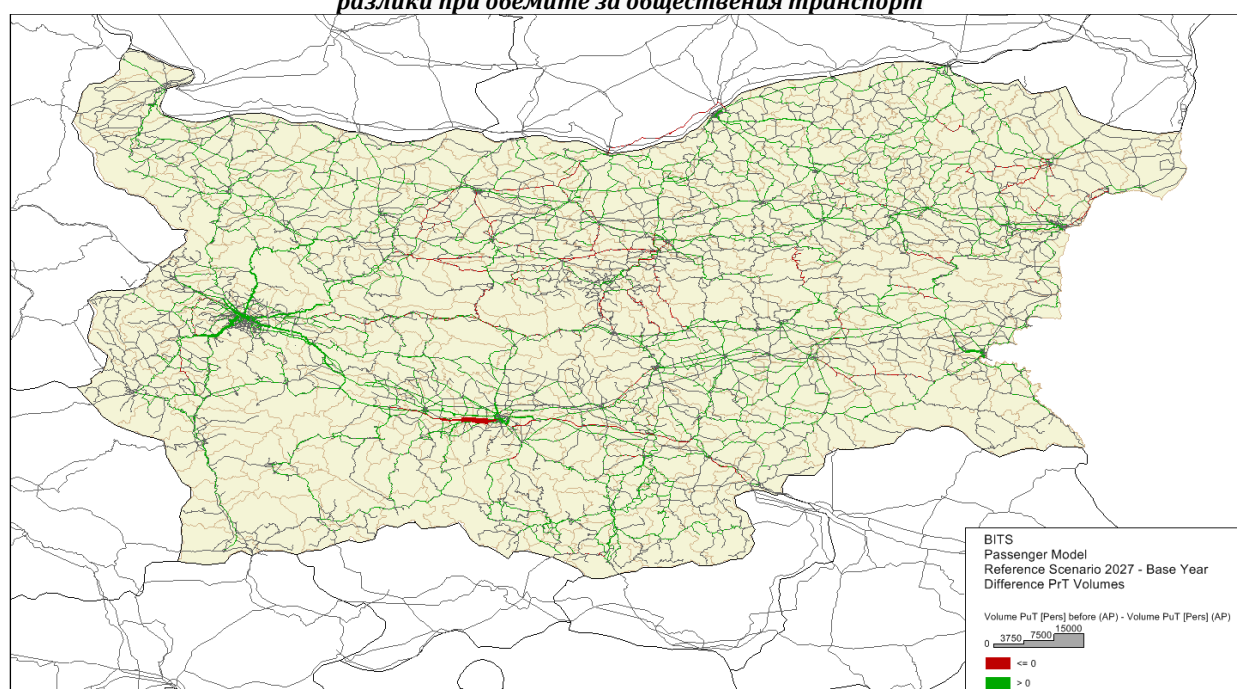 разлики при обемите за обществения транспорт
BITS
Passenger Model
Reference Scenario 2027 - Base Year
Difference PrT Volumes
Volume PuT [Pers] before (AP) - Volume PuT [Pers] (AP)
0 3750 7500 15000
<= 0
> 0